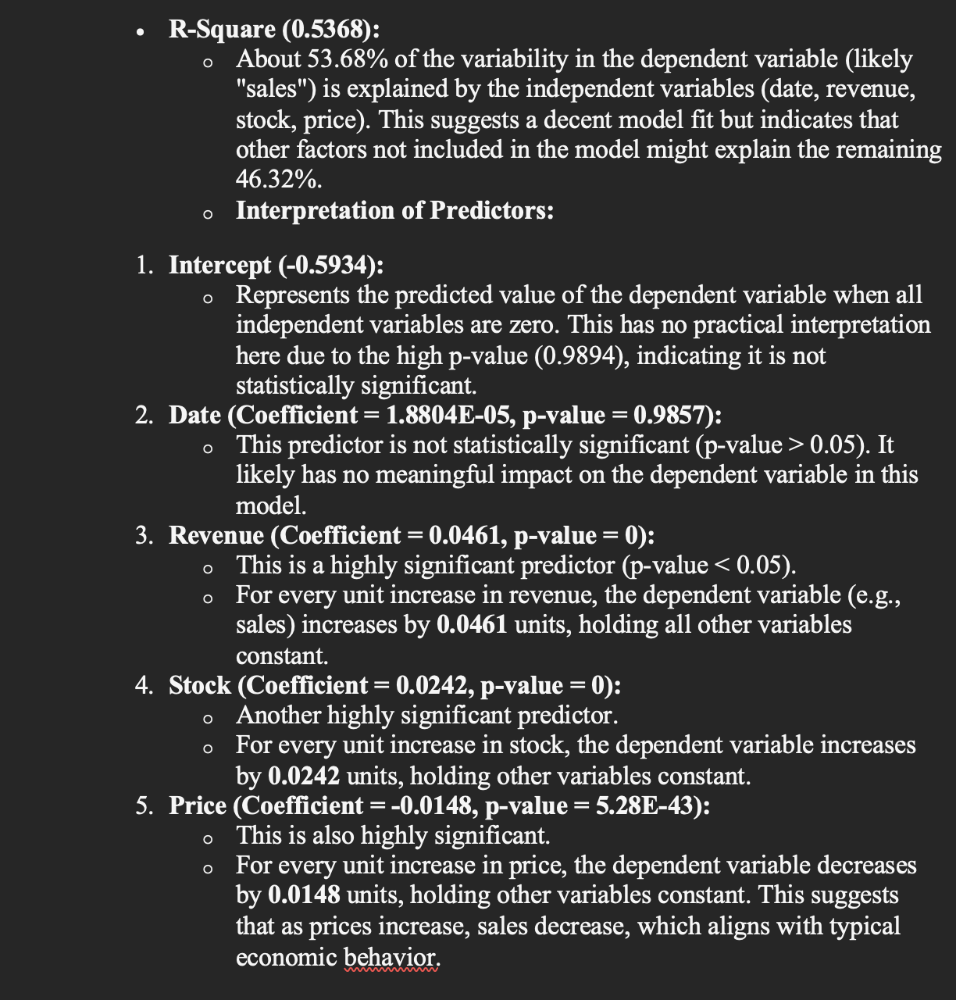 • R-Square (0.5368):
o About 53.68% of the variability in the dependent variable (likely
"sales") is explained by the independent variables (date, revenue,
stock, price). This suggests a decent model fit but indicates that
other factors not included in the model might explain the remaining
46.32%.
o Interpretation of Predictors:
1. Intercept (-0.5934):
o Represents the predicted value of the dependent variable when all
independent variables are zero. This has no practical interpretation
here due to the high p-value (0.9894), indicating it is not
statistically significant.
2. Date (Coefficient = 1.8804E-05, p-value = 0.9857):
o This predictor is not statistically significant (p-value > 0.05). It
likely has no meaningful impact on the dependent variable in this
model.
3. Revenue (Coefficient = 0.0461, p-value = 0):
o This is a highly significant predictor (p-value < 0.05).
o For every unit increase in revenue, the dependent variable (e.g.,
sales) increases by 0.0461 units, holding all other variables
constant.
4. Stock (Coefficient = 0.0242, p-value = 0):
o Another highly significant predictor.
o For every unit increase in stock, the dependent variable increases
by 0.0242 units, holding other variables constant.
5. Price (Coefficient = -0.0148, p-value = 5.28E-43):
o This is also highly significant.
o For every unit increase in price, the dependent variable decreases
by 0.0148 units, holding other variables constant. This suggests
that as prices increase, sales decrease, which aligns with typical
economic behavior.